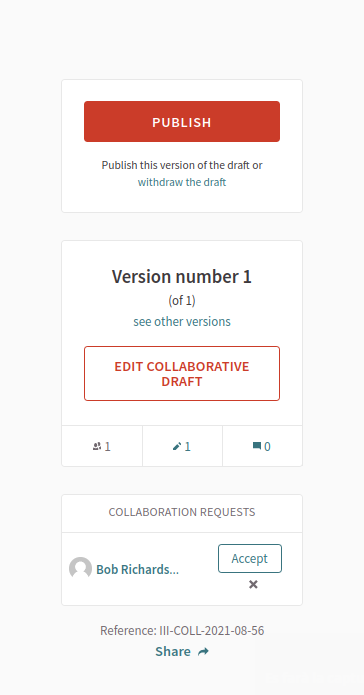 PUBLISH
Publish this version of the draft or
withdraw the draft
Version number 1
(of 1)
see other versions
EDIT COLLABORATIVE
DRAFT
1
1
0
COLLABORATION REQUESTS
Bob Richards...
Accept
Reference: III-COLL-2021-08-56
Share